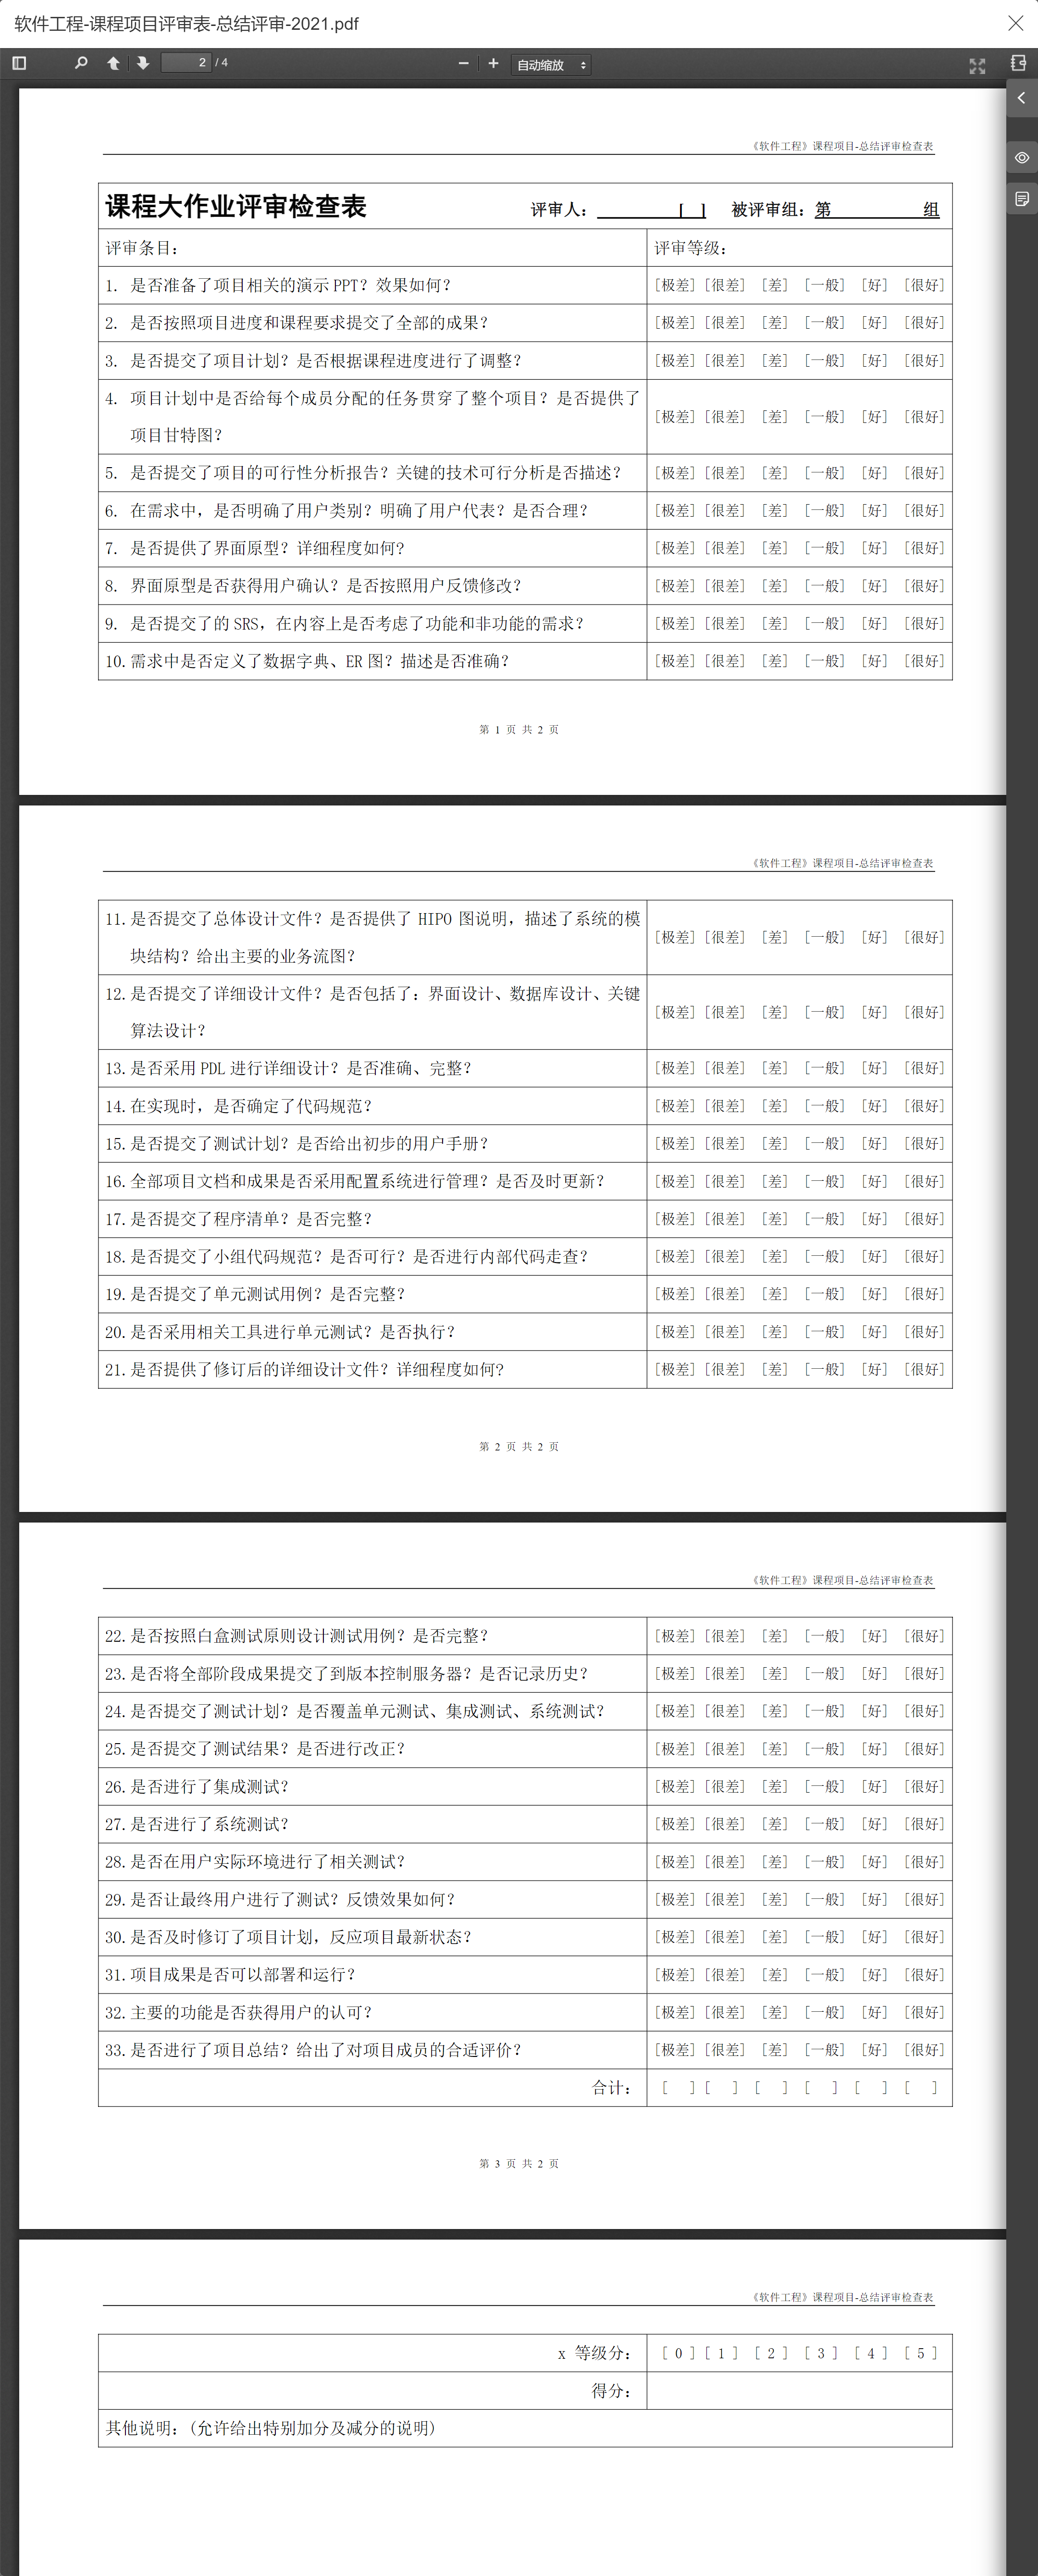 软件工程-课程项目评审表-总结评审-2021.pdf
2 / 4
自动缩放
《软件工程》课程项目-总结评审检查表
课程大作业评审检查表 评审人： [ ] 被评审组：第 组
评审条目： 评审等级：
1. 是否准备了项目相关的演示 PPT？效果如何？ [极差] [很差] [差] [一般] [好] [很好]
2. 是否按照项目进度和课程要求提交了全部的成果？ [极差] [很差] [差] [一般] [好] [很好]
3. 是否提交了项目计划？是否根据课程进度进行了调整？ [极差] [很差] [差] [一般] [好] [很好]
4. 项目计划中是否给每个成员分配的任务贯穿了整个项目？是否提供了
项目甘特图？ [极差] [很差] [差] [一般] [好] [很好]
5. 是否提交了项目的可行性分析报告？关键的技术可行分析是否描述？ [极差] [很差] [差] [一般] [好] [很好]
6. 在需求中，是否明确了用户类别？明确了用户代表？是否合理？ [极差] [很差] [差] [一般] [好] [很好]
7. 是否提供了界面原型？详细程度如何？ [极差] [很差] [差] [一般] [好] [很好]
8. 界面原型是否获得用户确认？是否按照用户反馈修改？ [极差] [很差] [差] [一般] [好] [很好]
9. 是否提交了的 SRS，在内容上是否考虑了功能和非功能的需求？ [极差] [很差] [差] [一般] [好] [很好]
10.需求中是否定义了数据字典、ER 图？描述是否准确？ [极差] [很差] [差] [一般] [好] [很好]
第 1 页 共 2 页
《软件工程》课程项目-总结评审检查表
11.是否提交了总体设计文件？是否提供了 HIPO 图说明，描述了系统的模
块结构？给出主要的业务流图？ [极差] [很差] [差] [一般] [好] [很好]
12.是否提交了详细设计文件？是否包括了：界面设计、数据库设计、关键
算法设计？ [极差] [很差] [差] [一般] [好] [很好]
13.是否采用 PDL 进行详细设计？是否准确、完整？ [极差] [很差] [差] [一般] [好] [很好]
14.在实现时，是否确定了代码规范？ [极差] [很差] [差] [一般] [好] [很好]
15.是否提交了测试计划？是否给出初步的用户手册？ [极差] [很差] [差] [一般] [好] [很好]
16.全部项目文档和成果是否采用配置系统进行管理？是否及时更新？ [极差] [很差] [差] [一般] [好] [很好]
17.是否提交了程序清单？是否完整？ [极差] [很差] [差] [一般] [好] [很好]
18.是否提交了小组代码规范？是否可行？是否进行内部代码走查？ [极差] [很差] [差] [一般] [好] [很好]
19.是否提交了单元测试用例？是否完整？ [极差] [很差] [差] [一般] [好] [很好]
20.是否采用相关工具进行单元测试？是否执行？ [极差] [很差] [差] [一般] [好] [很好]
21.是否提供了修订后的详细设计文件？详细程度如何？ [极差] [很差] [差] [一般] [好] [很好]
第 2 页 共 2 页
《软件工程》课程项目-总结评审检查表
22.是否按照白盒测试原则设计测试用例？是否完整？ [极差] [很差] [差] [一般] [好] [很好]
23.是否将全部阶段成果提交了到版本控制服务器？是否记录历史？ [极差] [很差] [差] [一般] [好] [很好]
24.是否提交了测试计划？是否覆盖单元测试、集成测试、系统测试？ [极差] [很差] [差] [一般] [好] [很好]
25.是否提交了测试结果？是否进行改正？ [极差] [很差] [差] [一般] [好] [很好]
26.是否进行了集成测试？ [极差] [很差] [差] [一般] [好] [很好]
27.是否进行了系统测试？ [极差] [很差] [差] [一般] [好] [很好]
28.是否在用户实际环境进行了相关测试？ [极差] [很差] [差] [一般] [好] [很好]
29.是否让最终用户进行了测试？反馈效果如何？ [极差] [很差] [差] [一般] [好] [很好]
30.是否及时修订了项目计划，反应项目最新状态？ [极差] [很差] [差] [一般] [好] [很好]
31.项目成果是否可以部署和运行？ [极差] [很差] [差] [一般] [好] [很好]
32.主要的功能是否获得用户的认可？ [极差] [很差] [差] [一般] [好] [很好]
33.是否进行了项目总结？给出了对项目成员的合适评价？ [极差] [很差] [差] [一般] [好] [很好]
合计： [ ] [ ] [ ] [ ] [ ] [ ]
第 3 页 共 2 页
《软件工程》课程项目-总结评审检查表
x 等级分： [ 0 ] [ 1 ] [ 2 ] [ 3 ] [ 4 ] [ 5 ]
得分：
其他说明：(允许给出特别加分及减分的说明)